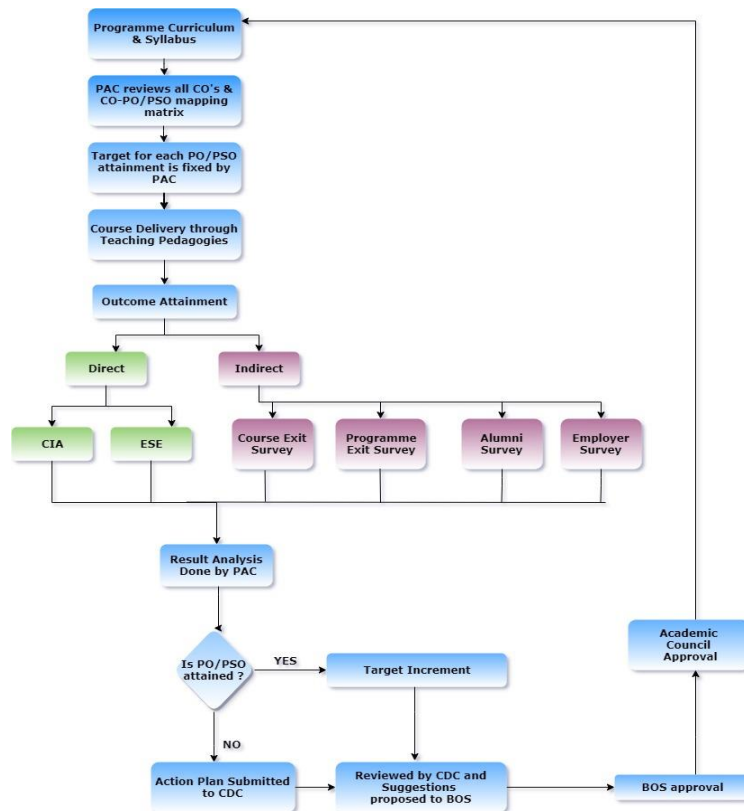 Programme Curriculum
& Syllabus
PAC reviews all CO's &
CO-PO/PSO mapping
matrix
Target for each PO/PSO
attainment is fixed by
PAC
Course Delivery through
Teaching Pedagogies
Outcome Attainment
Direct
Indirect
CIA
ESE
Course Exit
Survey
Programme
Exit Survey
Alumni
Survey
Employer
Survey
Result Analysis
Done by PAC
Is PO/PSO
attained ?
YES
Target Increment
NO
Action Plan Submitted
to CDC
Reviewed by CDC and
Suggestions
proposed to BOS
BOS approval
Academic
Council
Approval